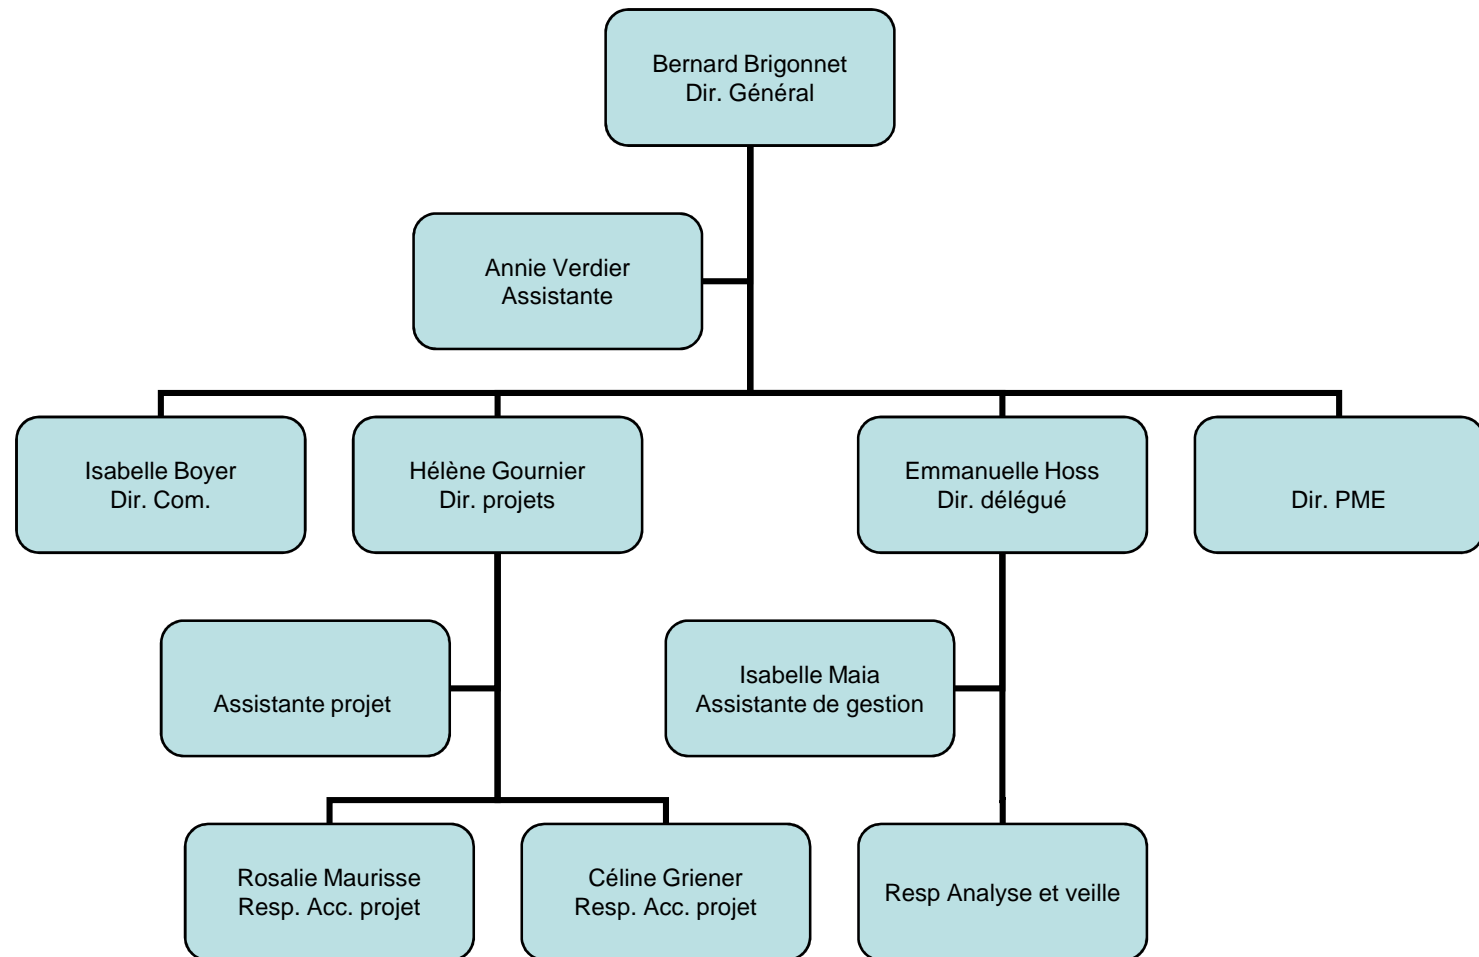 Bernard Brigonnet
Dir. Général
Annie Verdier
Assistante
Isabelle Boyer
Dir. Com.
Hélène Gournier
Dir. projets
Emmanuelle Hoss
Dir. délégué
Dir. PME
Assistante projet
Isabelle Maia
Assistante de gestion
Rosalie Maurisse
Resp. Acc. projet
Céline Griener
Resp. Acc. projet
Resp Analyse et veille